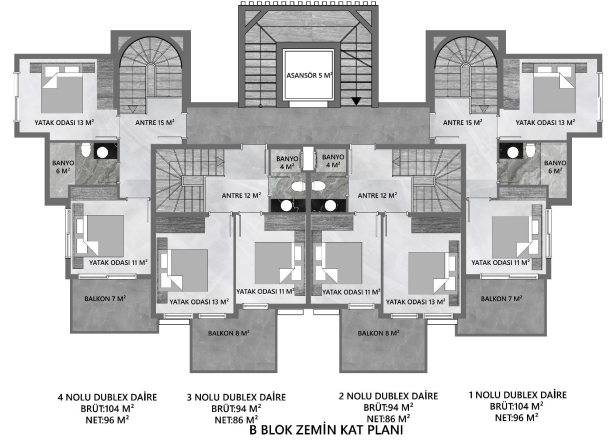 ASANSÖR 5 M²
YATAK ODASI 13 M²
ANTRE 15 M²
ANTRE 15 M²
YATAK ODASI 13 M²
BANYO
6 M²
BANYO
4 M²
BANYO
4 M²
BANYO
6 M²
ANTRE 12 M²
ANTRE 12 M²
YATAK ODASI 11 M²
YATAK ODASI 11 M²
YATAK ODASI 11 M²
YATAK ODASI 11 M²
YATAK ODASI 13 M²
YATAK ODASI 13 M²
BALKON 7 M²
BALKON 7 M²
BALKON 8 M²
BALKON 8 M²
4 NOLU DUBLEX DAİRE
BRÜT:104 M²
NET:96 M²
3 NOLU DUBLEX DAİRE
BRÜT:94 M²
NET:86 M²
2 NOLU DUBLEX DAİRE
BRÜT:94 M²
NET:86 M²
1 NOLU DUBLEX DAİRE
BRÜT:104 M²
NET:96 M²
B BLOK ZEMİN KAT PLANI